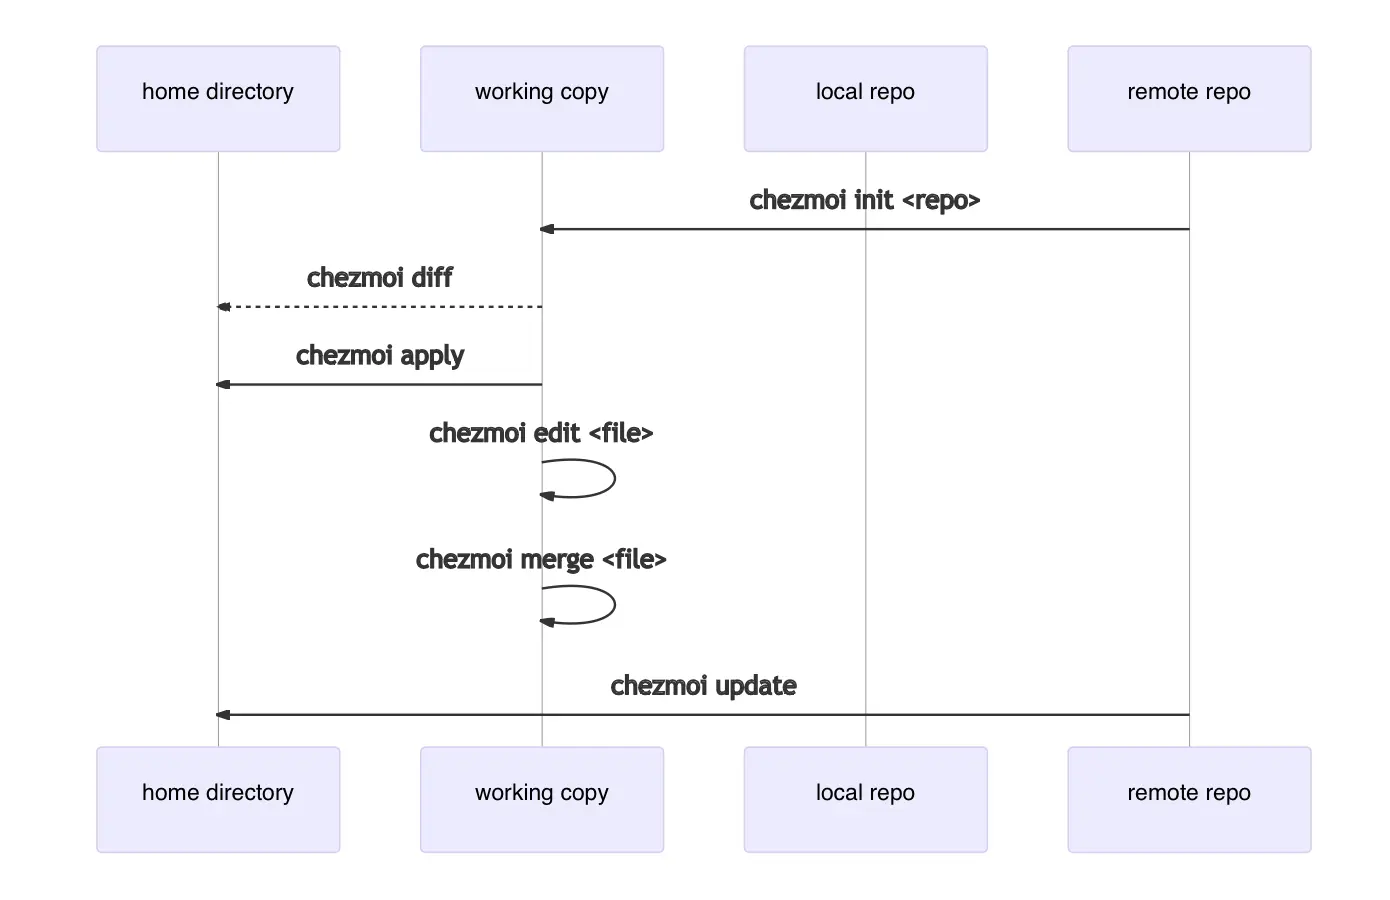 home directory
working copy
local repo
remote repo
chezmoi init <repo>
chezmoi diff
chezmoi apply
chezmoi edit <file>
chezmoi merge <file>
chezmoi update
home directory
working copy
local repo
remote repo